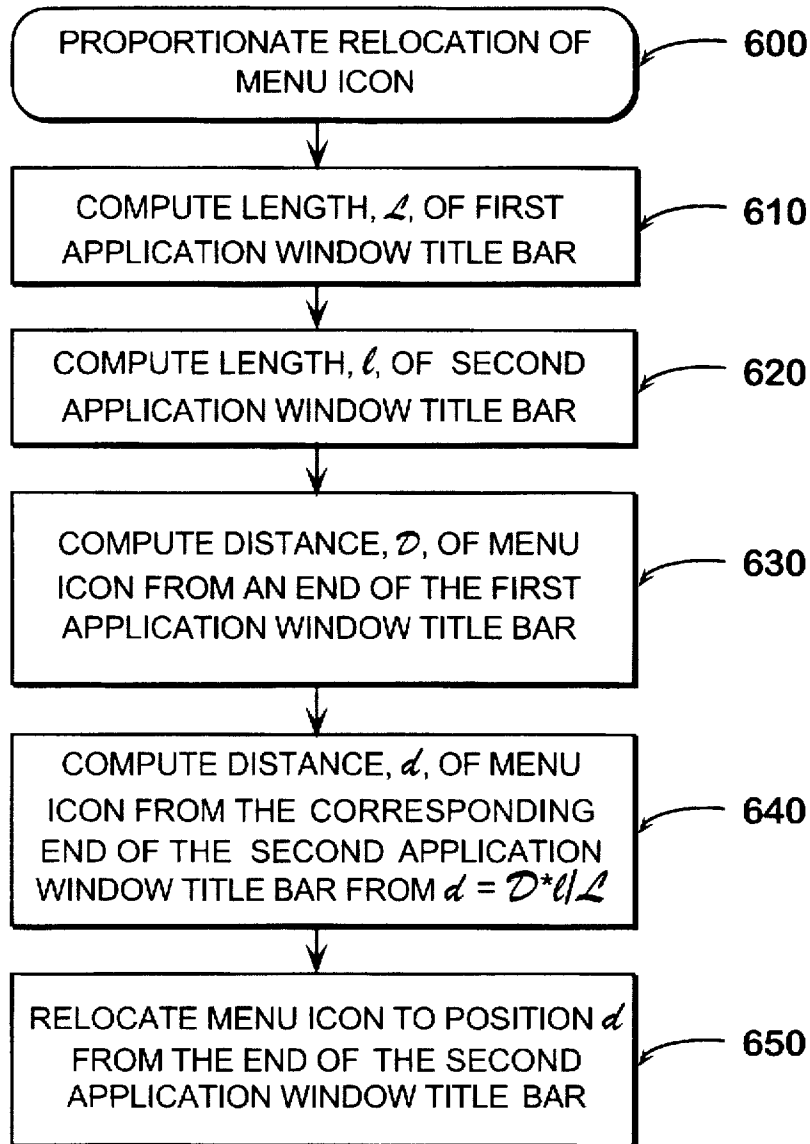 PROPORTIONATE RELOCATION OF
MENU ICON
600
COMPUTE LENGTH, ℒ, OF FIRST
APPLICATION WINDOW TITLE BAR
610
COMPUTE LENGTH, ℓ, OF SECOND
APPLICATION WINDOW TITLE BAR
620
COMPUTE DISTANCE, 𝒟, OF MENU
ICON FROM AN END OF THE FIRST
APPLICATION WINDOW TITLE BAR
630
COMPUTE DISTANCE, 𝒹, OF MENU
ICON FROM THE CORRESPONDING
END OF THE SECOND APPLICATION
WINDOW TITLE BAR FROM 𝒹 = 𝒟*ℓ/ℒ
640
RELOCATE MENU ICON TO POSITION 𝒹
FROM THE END OF THE SECOND
APPLICATION WINDOW TITLE BAR
650